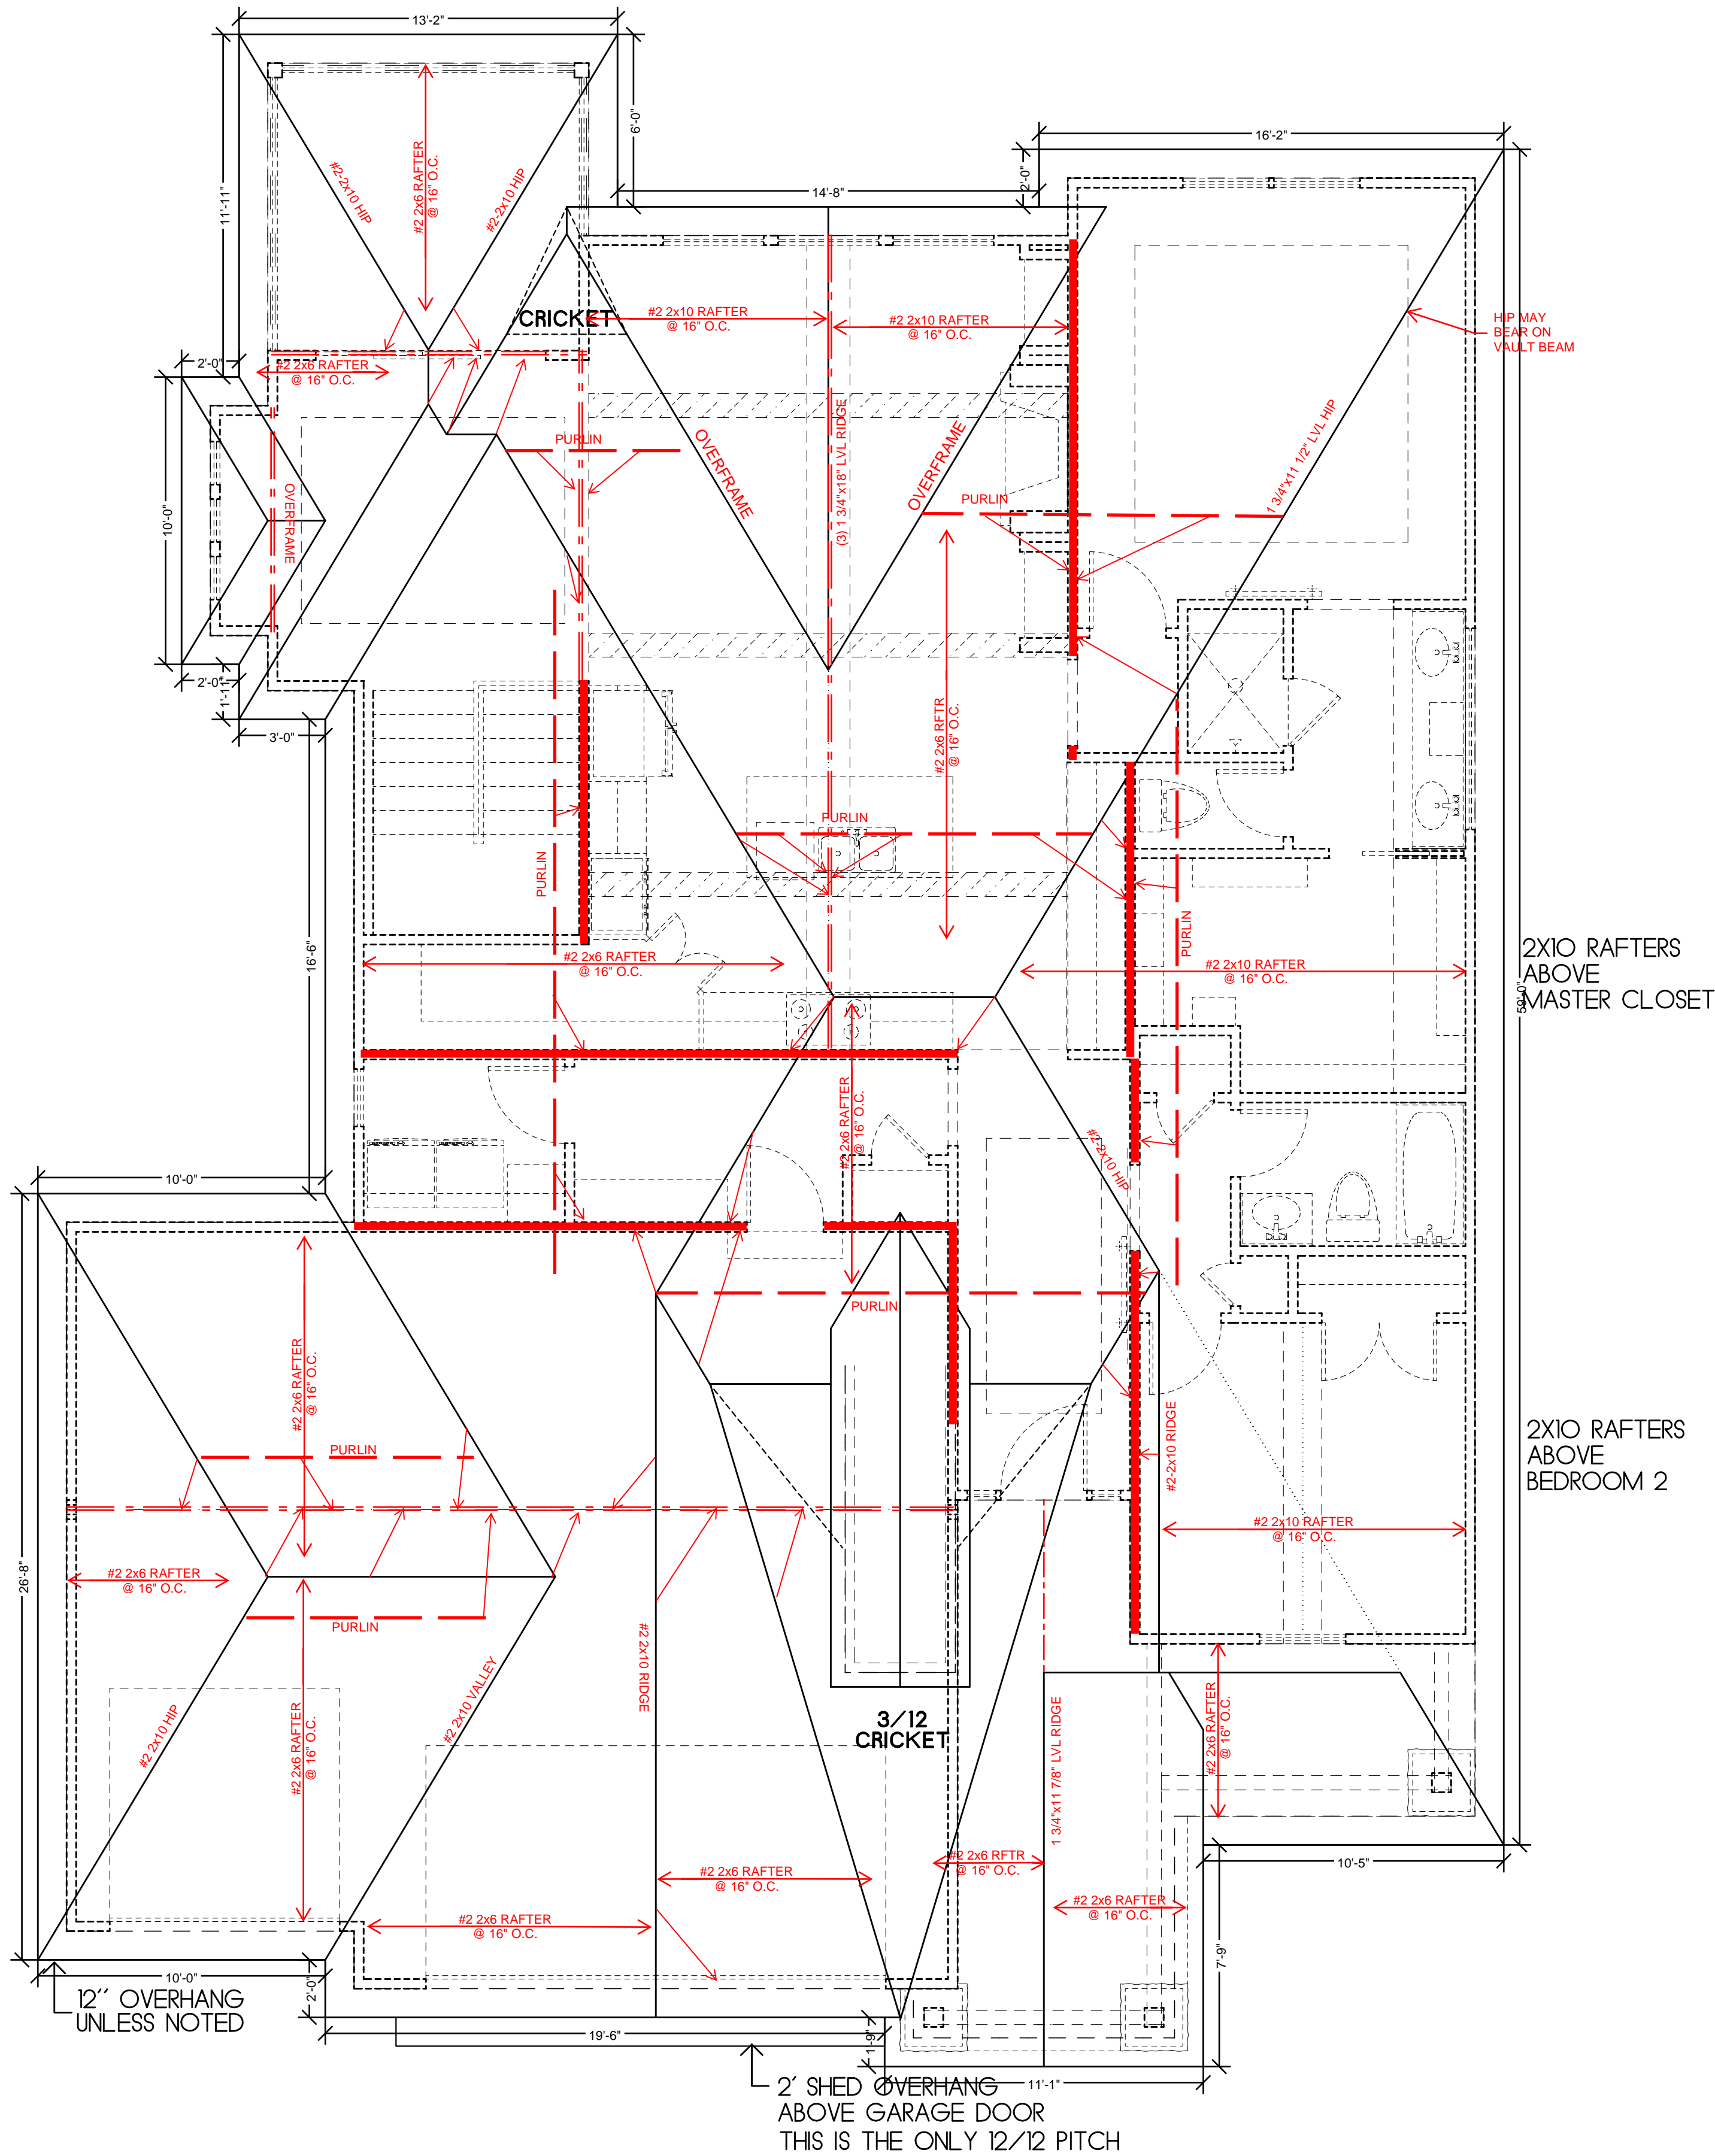 13'-2"
6'-0"
11'-11"
16'-2"
2'-0"
14'-8"
#2-2x10 HIP
#2 2x6 RAFTER
@ 16" O.C.
#2-2x10 HIP
CRICKET
#2 2x10 RAFTER
@ 16" O.C.
#2 2x10 RAFTER
@ 16" O.C.
HIP MAY
BEAR ON
VAULT BEAM
2'-0"
#2 2x6 RAFTER
@ 16" O.C.
PURLIN
OVERFRAME
(3) 1 3/4"x18" LVL RIDGE
OVERFRAME
1 3/4"x11 1/2" LVL HIP
PURLIN
10'-0"
OVERFRAME
2'-0"
1'-11"
3'-0"
#2 2x6 RFTR
@ 16" O.C.
PURLIN
PURLIN
16'-6"
PURLIN
#2 2x6 RAFTER
@ 16" O.C.
#2 2x10 RAFTER
@ 16" O.C.
2X10 RAFTERS
ABOVE
MASTER CLOSET
59'-0"
#2 2x6 RAFTER
@ 16" O.C.
#2-2x10 HIP
10'-0"
PURLIN
#2 2x6 RAFTER
@ 16" O.C.
PURLIN
#2-2x10 RIDGE
2X10 RAFTERS
ABOVE
BEDROOM 2
#2 2x10 RAFTER
@ 16" O.C.
26'-8"
#2 2x6 RAFTER
@ 16" O.C.
PURLIN
#2 2x10 RIDGE
#2 2x10 HIP
#2 2x6 RAFTER
@ 16" O.C.
#2 2x10 VALLEY
3/12
CRICKET
1 3/4"x11 7/8" LVL RIDGE
#2 2x6 RAFTER
@ 16" O.C.
#2 2x6 RAFTER
@ 16" O.C.
#2 2x6 RFTR
@ 16" O.C.
10'-5"
#2 2x6 RAFTER
@ 16" O.C.
#2 2x6 RAFTER
@ 16" O.C.
7'-9"
10'-0"
12'' OVERHANG
UNLESS NOTED
2'-0"
19'-6"
1'-9"
11'-1"
2' SHED OVERHANG
ABOVE GARAGE DOOR
THIS IS THE ONLY 12/12 PITCH